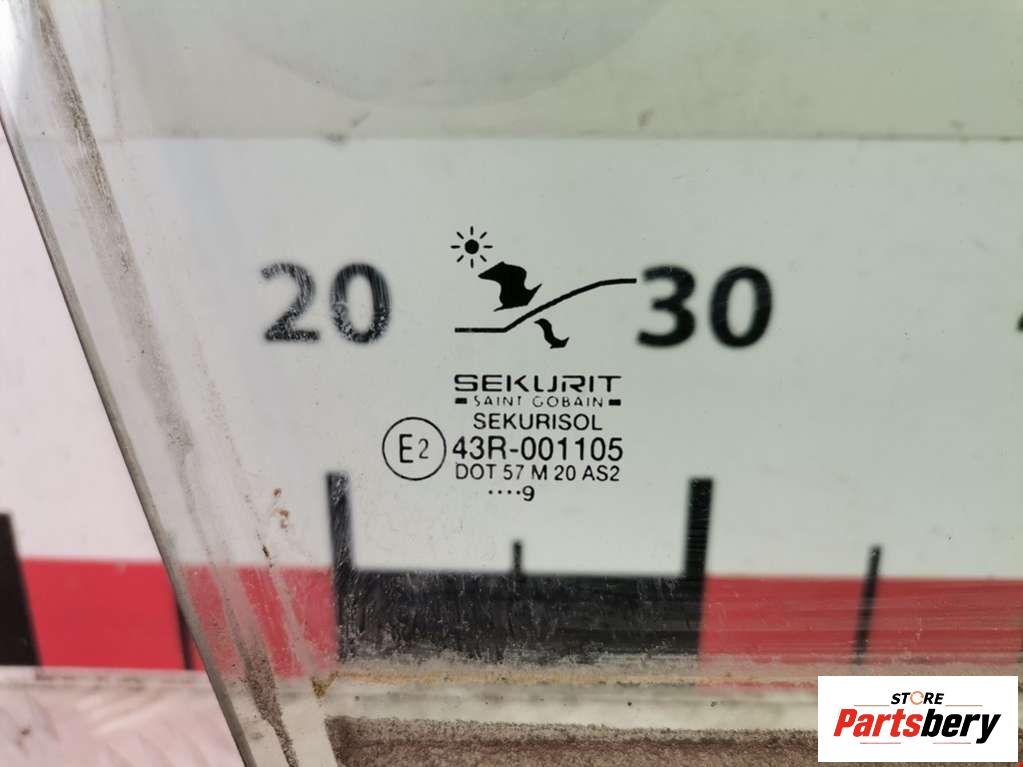 20 30
SEKURIT
SAINT GOBAIN
SEKURISOL
E2 43R-001105
DOT 57 M 20 AS2
····9
STORE
Partsbery